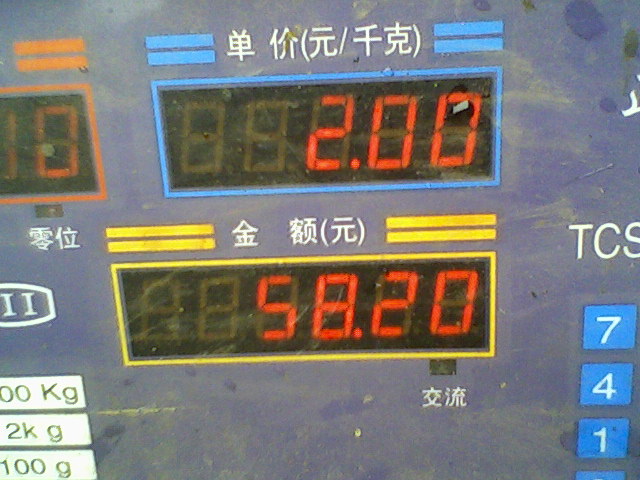 单 价(元/千克)
10
2.00
零位
金 额(元)
TCS
II
58.20
7
交流
00 Kg
4
2k g
1
100 g